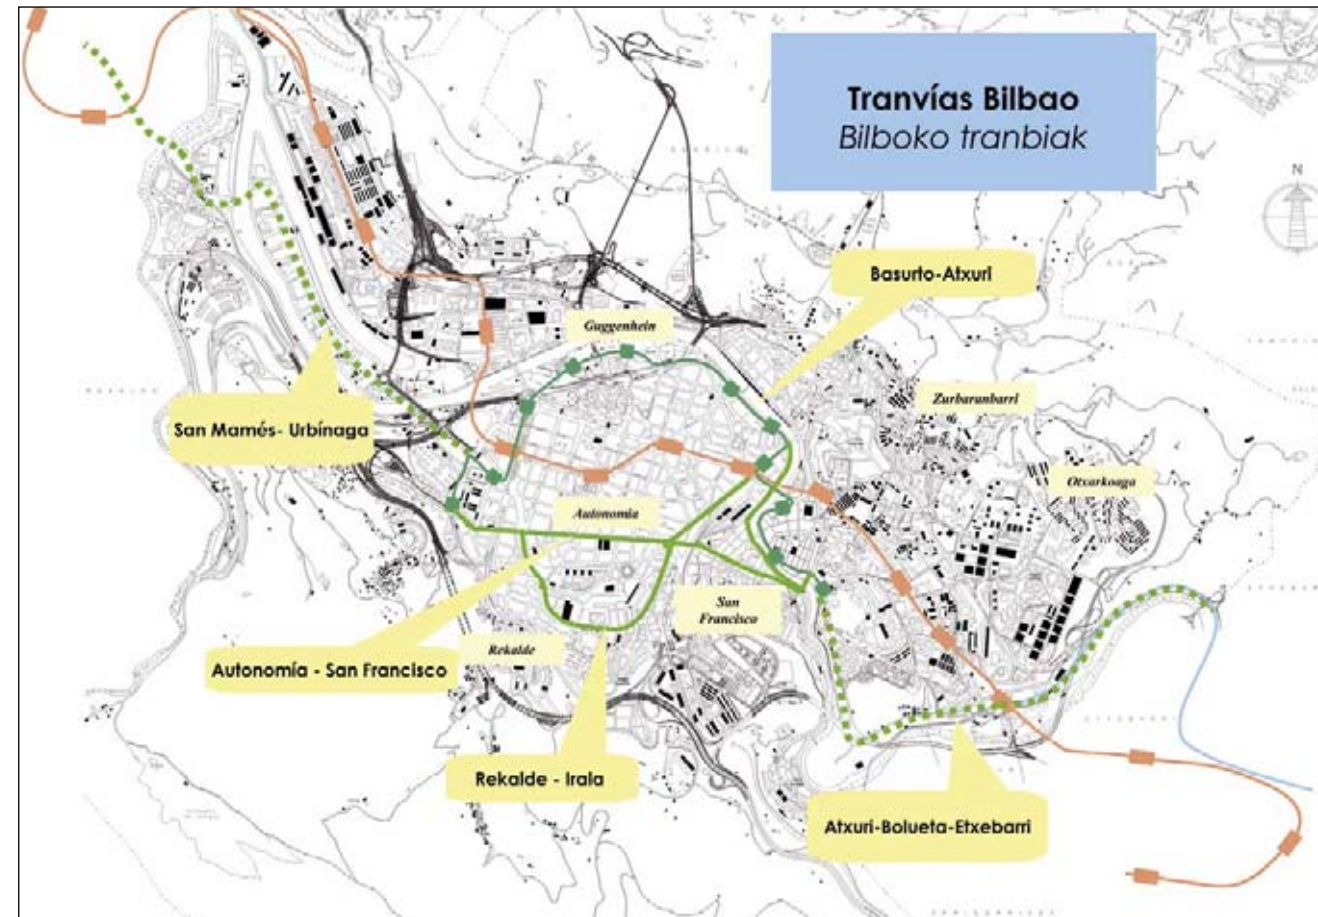 Tranvías Bilbao
Bilboko tranbiak
N
Basurto-Atxuri
Guggenhein
Zurbaranbarri
San Mamés- Urbínaga
Otxarkoaga
Autonomía
San
Francisco
Rekalde
Autonomía - San Francisco
Rekalde - Irala
Atxuri-Bolueta-Etxebarri